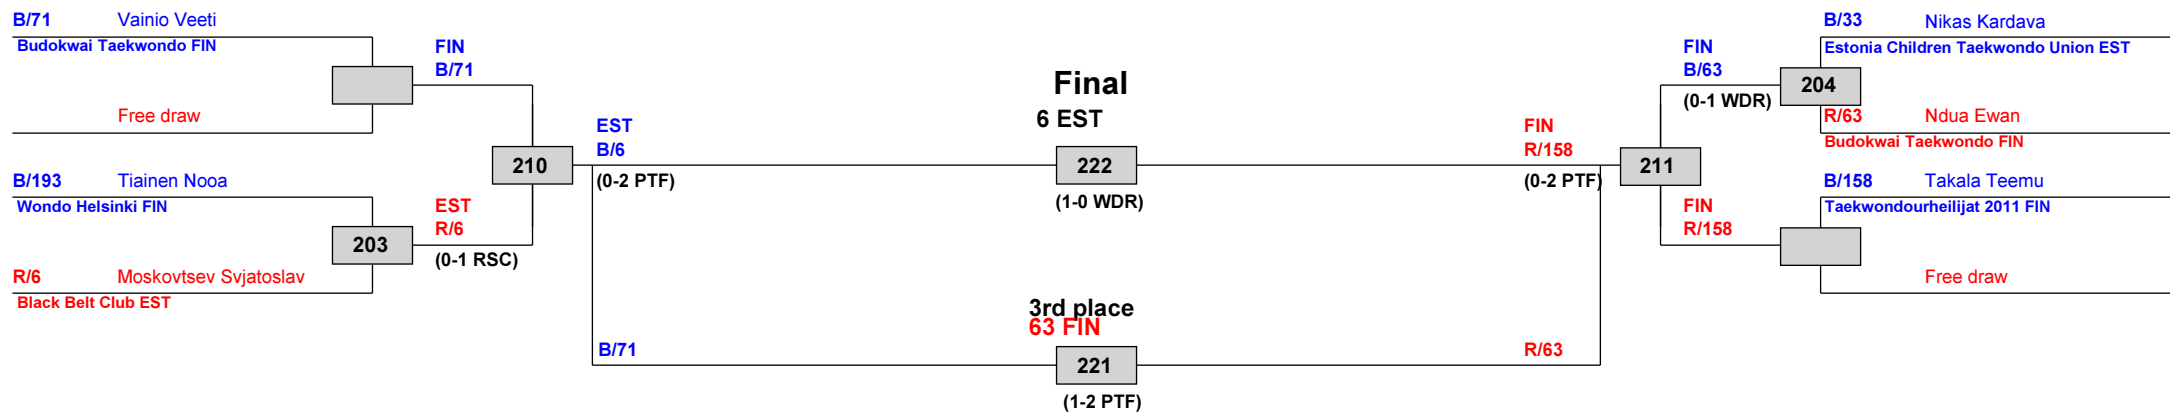 B/71 Vainio Veeti
Budokwai Taekwondo FIN
Free draw
FIN
B/71
B/193 Tiainen Nooa
Wondo Helsinki FIN
203
R/6 Moskovtsev Svjatoslav
Black Belt Club EST
EST
R/6
(0-1 RSC)
210
EST
B/6
(0-2 PTF)
Final
6 EST
222
(1-0 WDR)
3rd place
63 FIN
B/71
221
(1-2 PTF)
R/63
FIN
R/158
(0-2 PTF)
211
FIN
B/63
(0-1 WDR)
204
FIN
R/158
B/33 Nikas Kardava
Estonia Children Taekwondo Union EST
R/63 Ndua Ewan
Budokwai Taekwondo FIN
B/158 Takala Teemu
Taekwondourheilijat 2011 FIN
Free draw